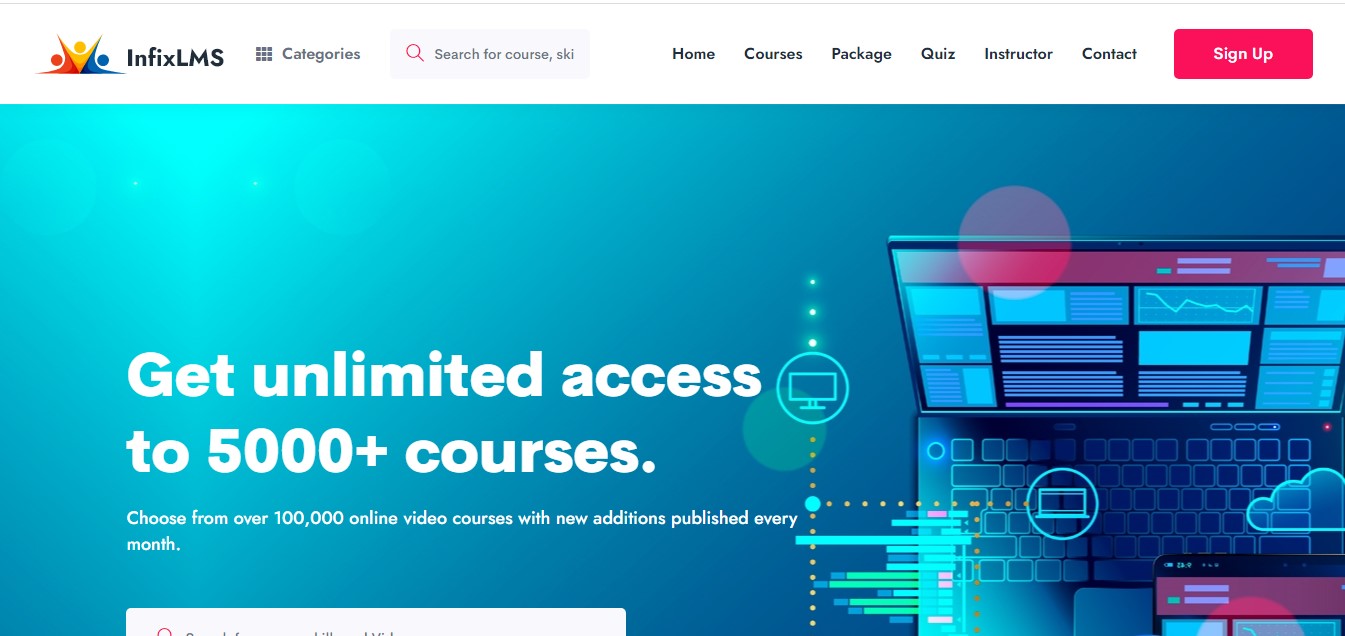 InfixLMS
Categories
Search for course, ski
Home
Courses
Package
Quiz
Instructor
Contact
Sign Up
Get unlimited access
to 5000+ courses.
Choose from over 100,000 online video courses with new additions published every
month.